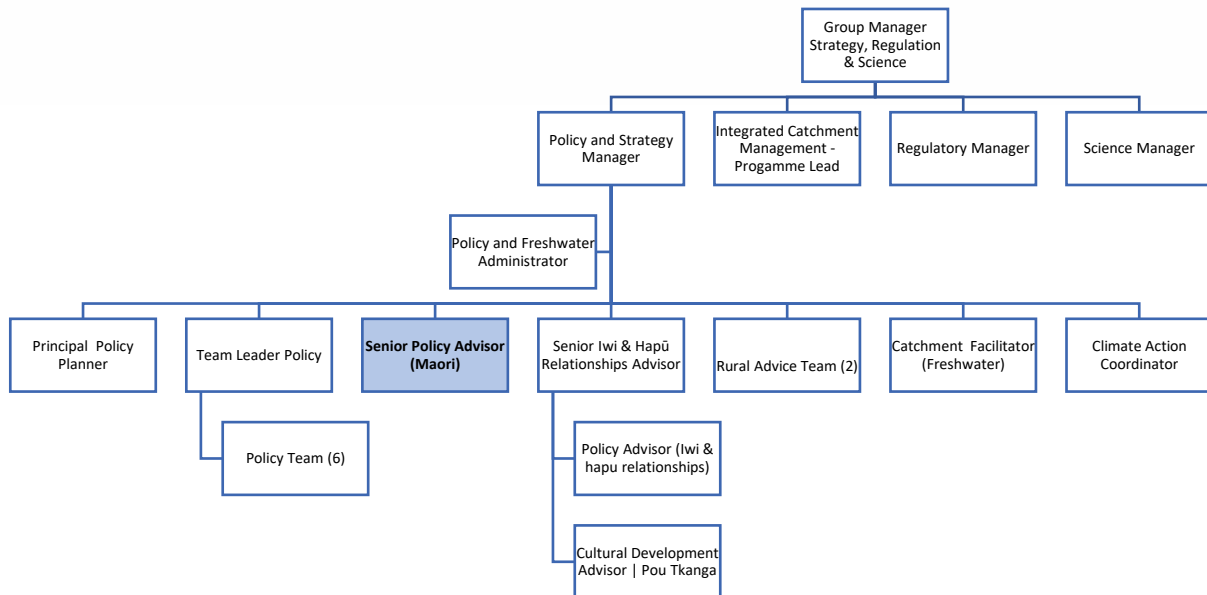 Group Manager
Strategy, Regulation
& Science
Policy and Strategy
Manager
Integrated Catchment
Management -
Progamme Lead
Regulatory Manager
Science Manager
Policy and Freshwater
Administrator
Principal Policy
Planner
Team Leader Policy
Senior Policy Advisor
(Maori)
Senior Iwi & Hapū
Relationships Advisor
Rural Advice Team (2)
Catchment Facilitator
(Freshwater)
Climate Action
Coordinator
Policy Team (6)
Policy Advisor (Iwi &
hapu relationships)
Cultural Development
Advisor | Pou Tkanga